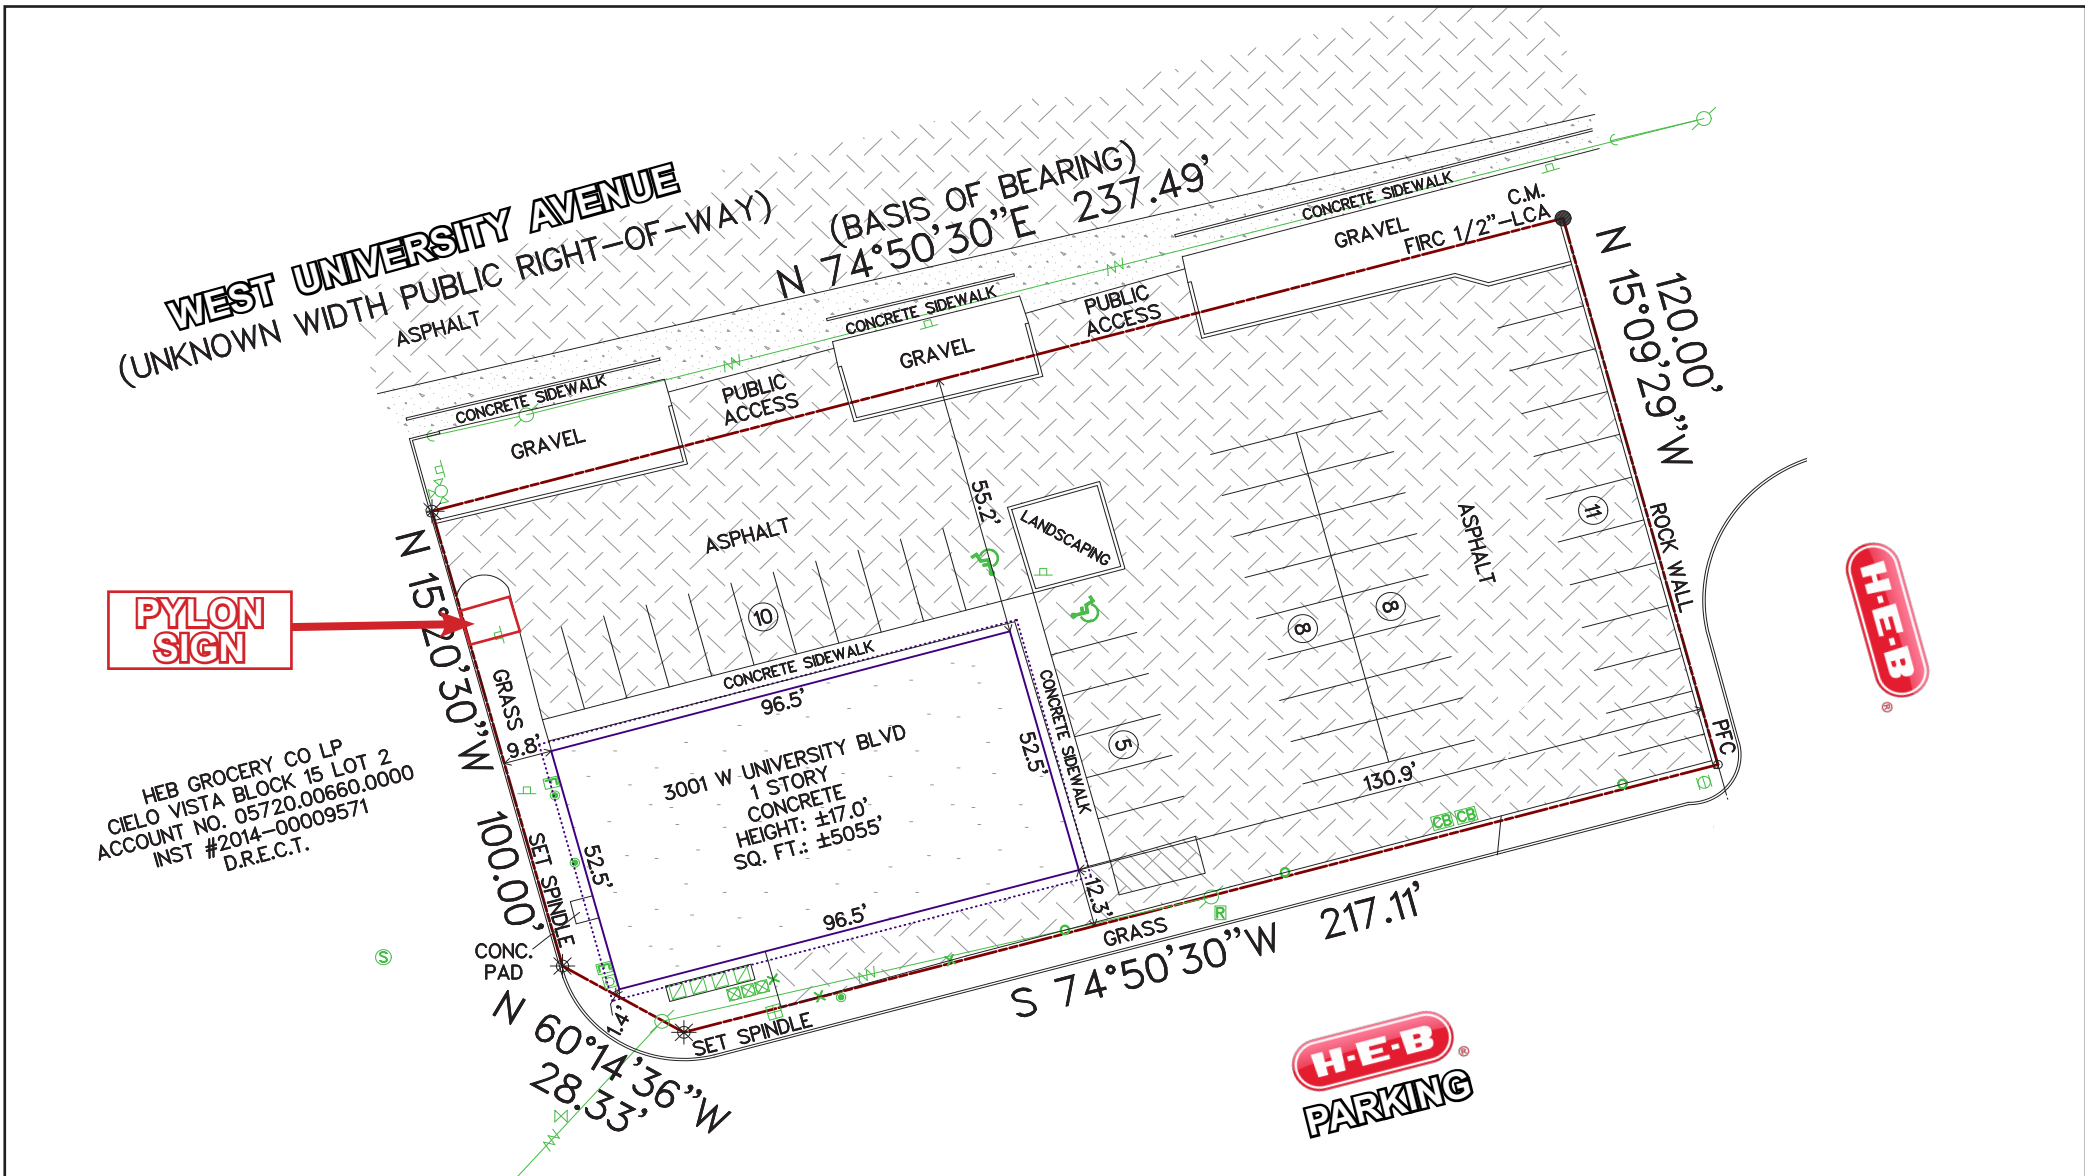 WEST UNIVERSITY AVENUE
(UNKNOWN WIDTH PUBLIC RIGHT-OF-WAY)
ASPHALT
(BASIS OF BEARING)
N 74°50'30"E 237.49'
CONCRETE SIDEWALK
GRAVEL
C.M.
FIRC 1/2"-LCA
N 15°09'29"W
120.00'
CONCRETE SIDEWALK
GRAVEL
PUBLIC
ACCESS
CONCRETE SIDEWALK
GRAVEL
PUBLIC
ACCESS
ASPHALT
55.2'
LANDSCAPING
ASPHALT
11
ROCK WALL
10
8
8
5
PYLON
SIGN
N 15°20'30"W
100.00'
GRASS
9.8'
CONCRETE SIDEWALK
96.5'
CONCRETE SIDEWALK
52.5'
3001 W UNIVERSITY BLVD
1 STORY
CONCRETE
HEIGHT: ±17.0'
SQ. FT.: ±5055'
52.5'
96.5'
12.3'
130.9'
PFC
CB CB
R
E
E
S
H-E-B
®
HEB GROCERY CO LP
CIELO VISTA BLOCK 15 LOT 2
ACCOUNT NO. 05720.00660.0000
INST #2014-00009571
D.R.E.C.T.
SET SPINDLE
CONC.
PAD
N 60°14'36"W
28.33'
1.4'
SET SPINDLE
GRASS
S 74°50'30"W 217.11'
H-E-B
®
PARKING